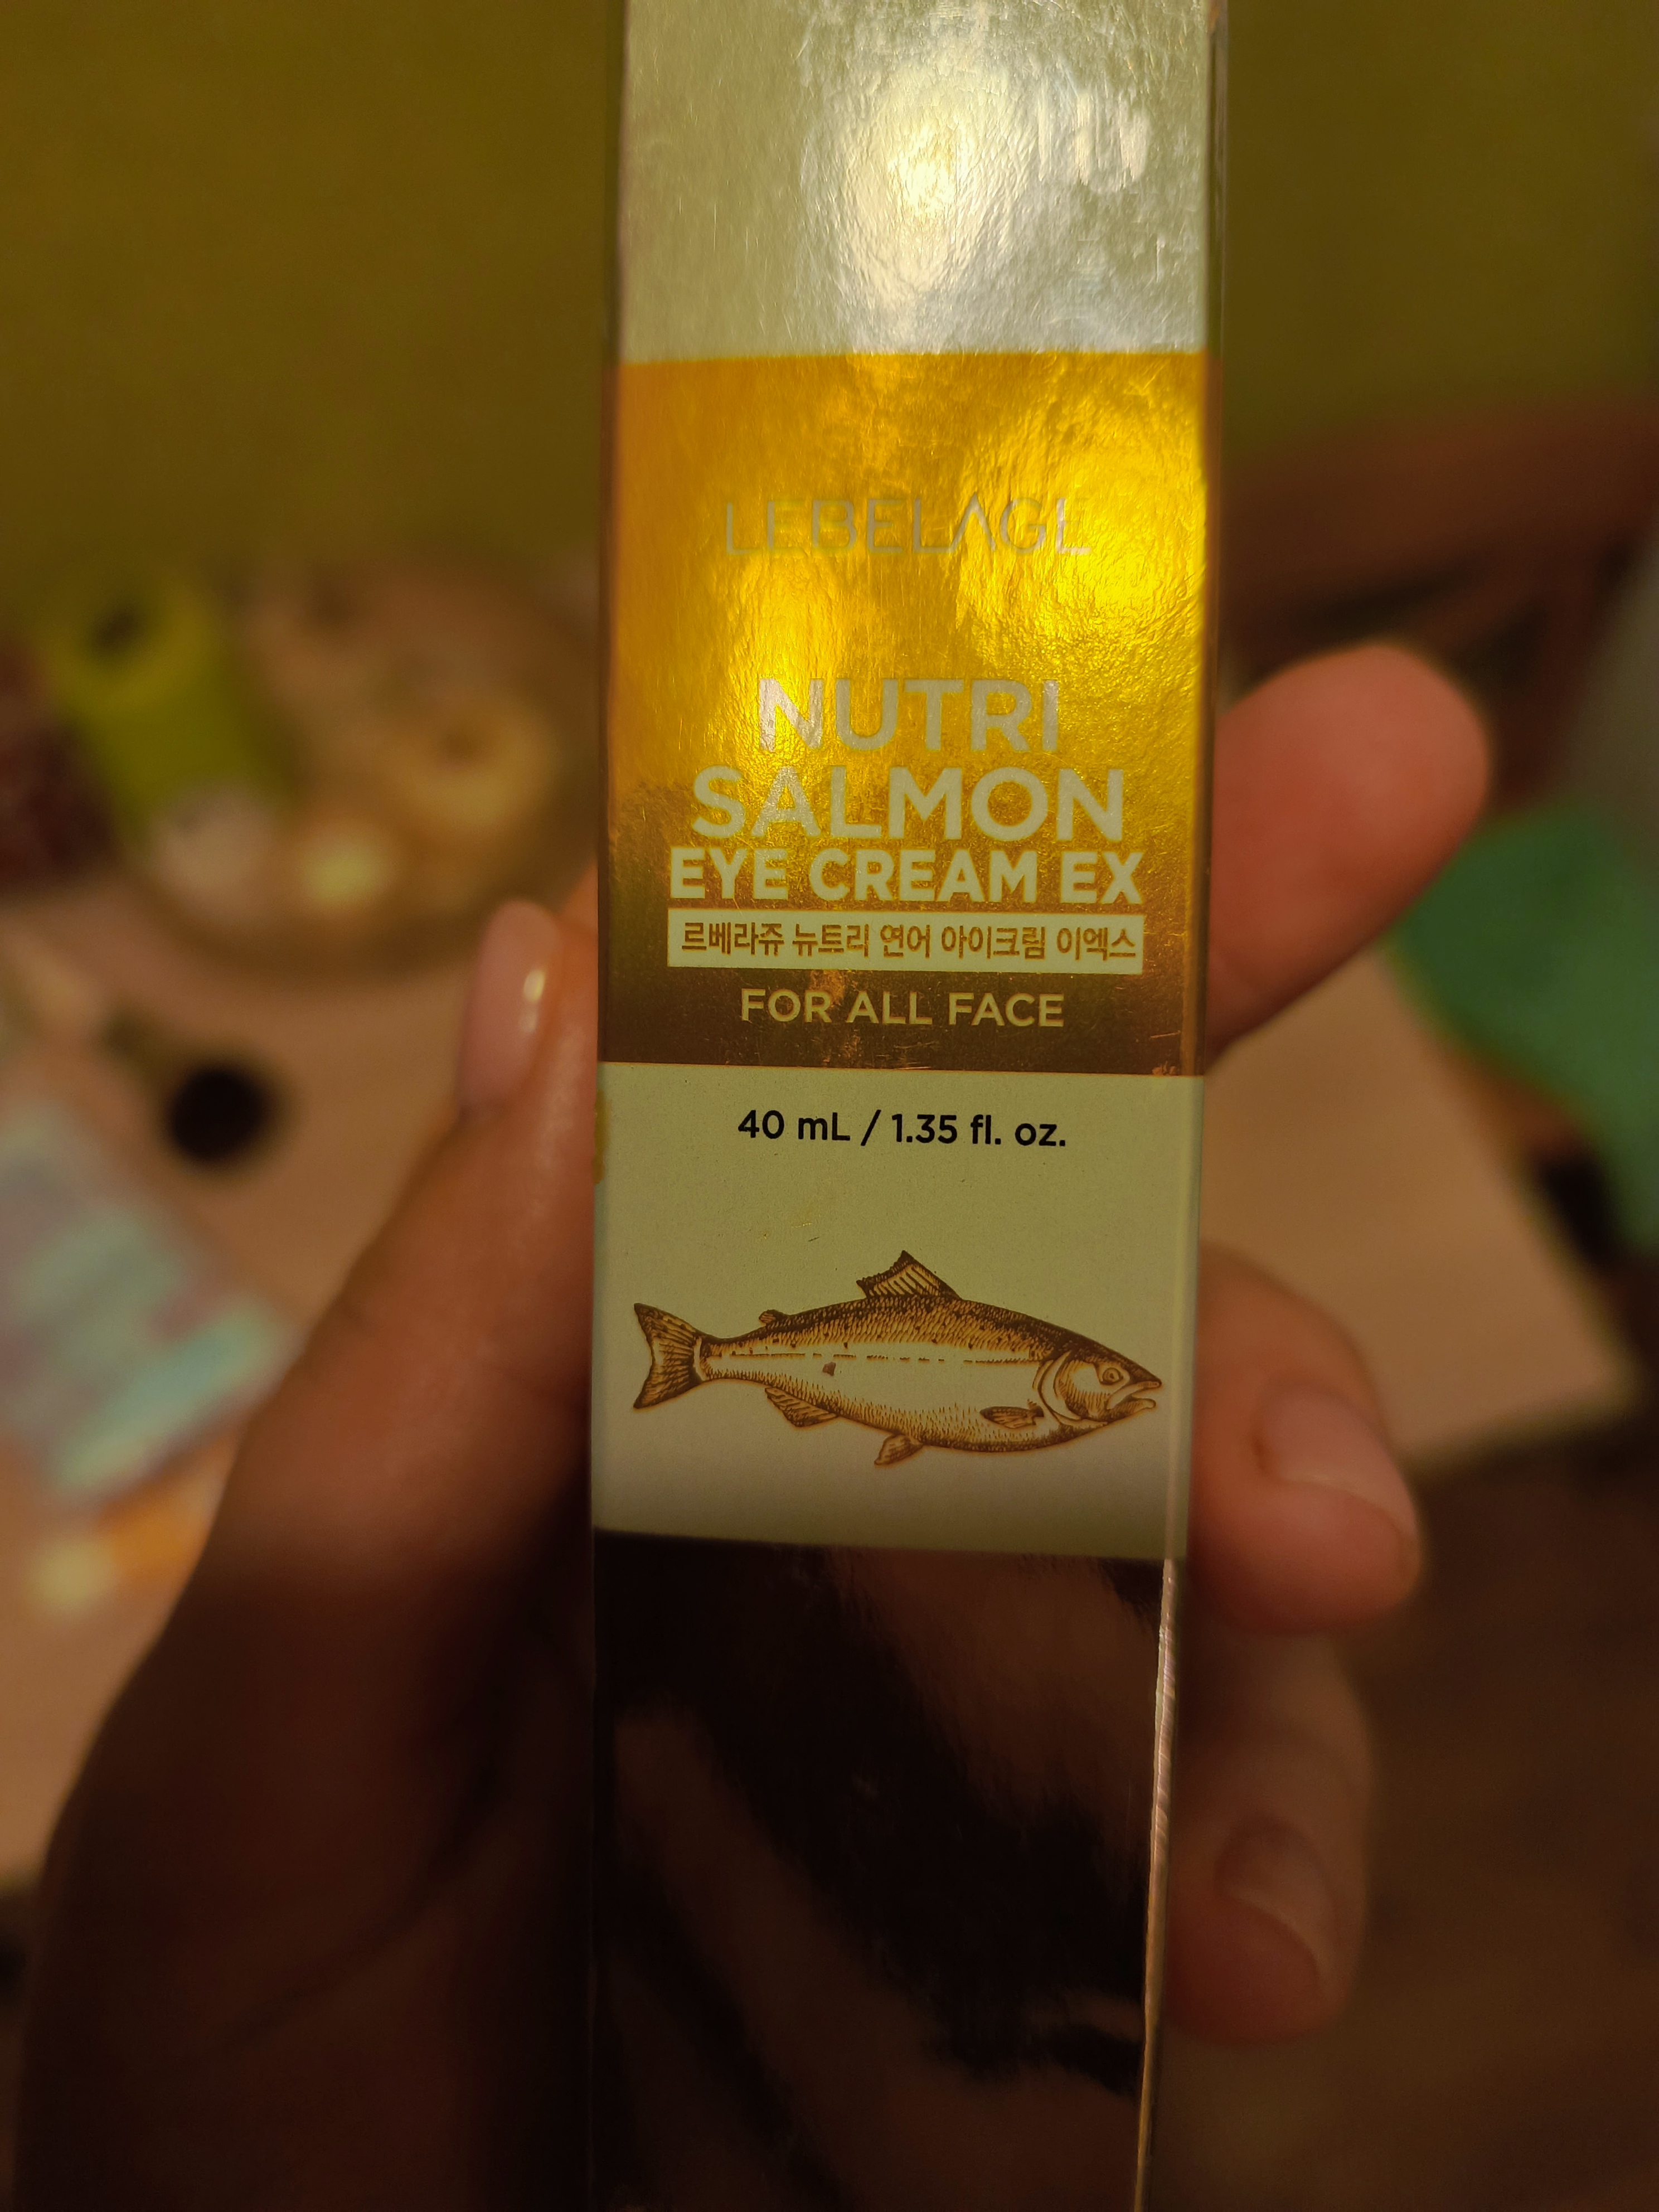 LEBELAGE
NUTRI
SALMON
EYE CREAM EX
르베라쥬 뉴트리 연어 아이크림 이엑스
FOR ALL FACE
40 mL / 1.35 fl. oz.